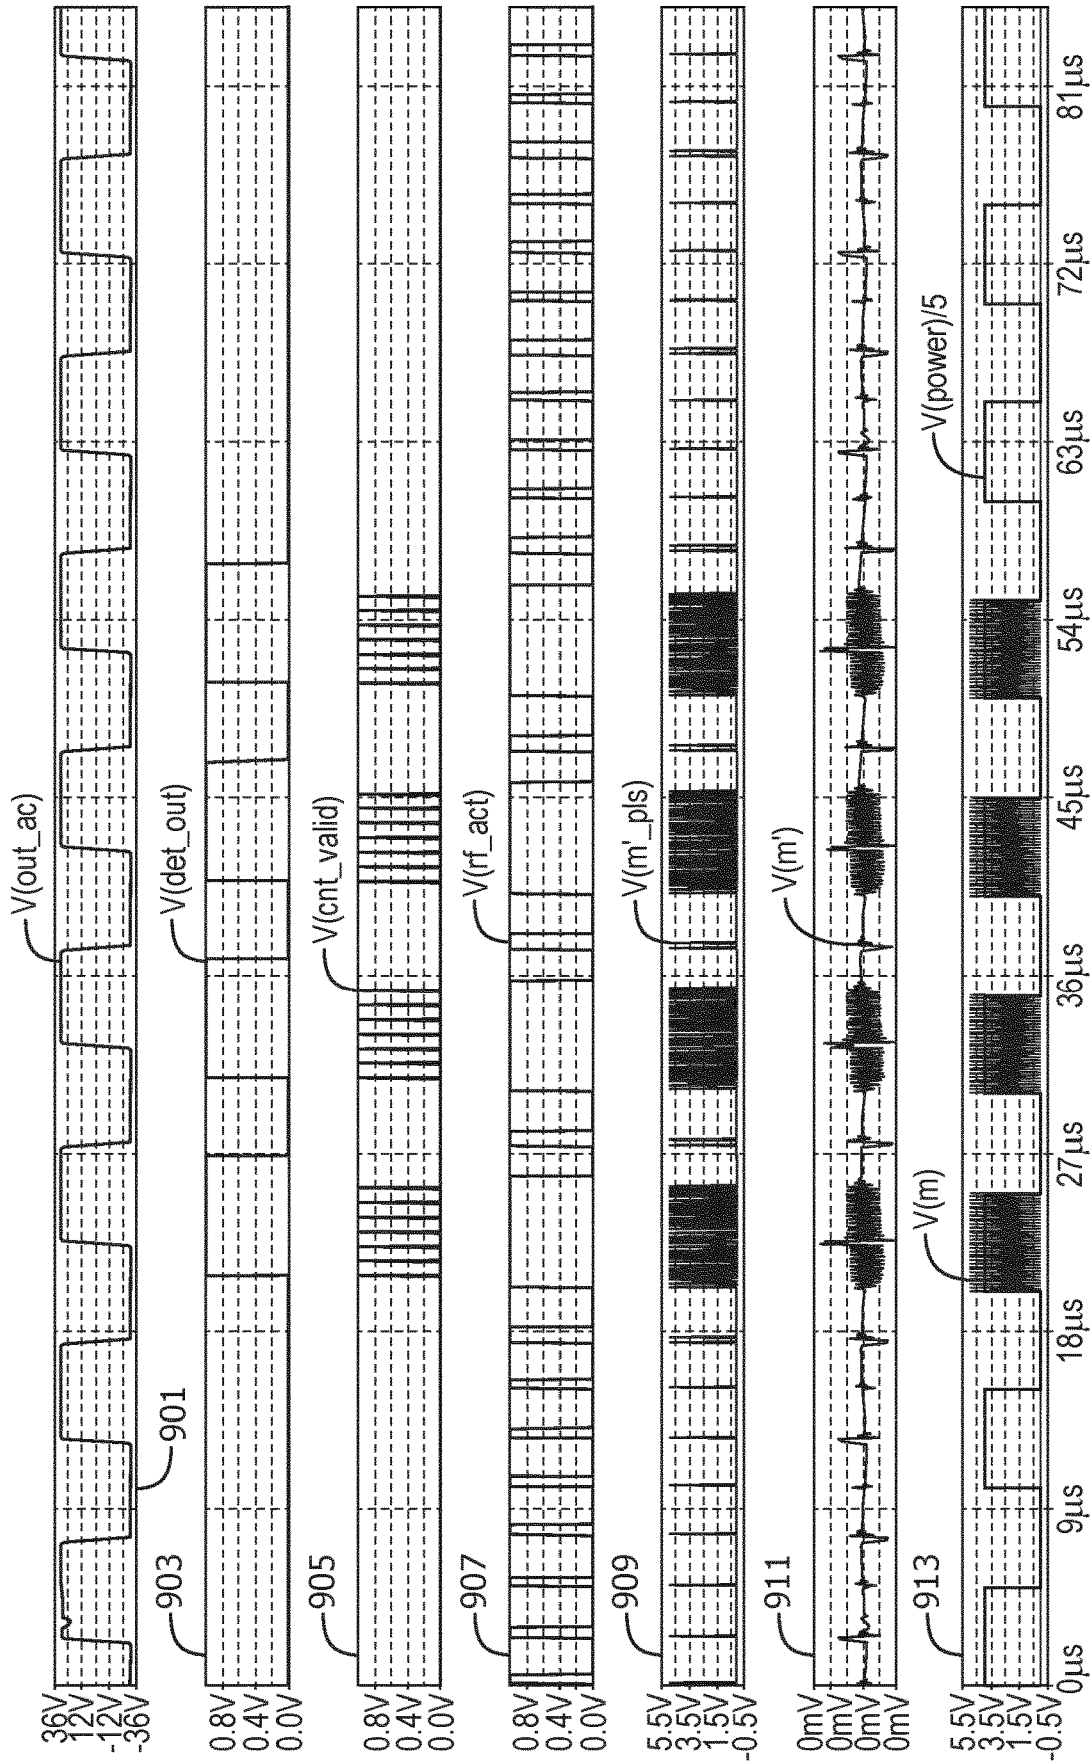 36V
12V
-12V
-36V
V(out_ac)
901
903
0.8V
0.4V
0.0V
V(det_out)
905
0.8V
0.4V
0.0V
V(cnt_valid)
907
0.8V
0.4V
0.0V
V(rf_act)
909
5.5V
3.5V
1.5V
-0.5V
V(m'_pls)
911
0mV
0mV
0mV
0mV
V(m')
913
5.5V
3.5V
1.5V
-0.5V
V(m)
V(power)/5
0µs
9µs
18µs
27µs
36µs
45µs
54µs
63µs
72µs
81µs